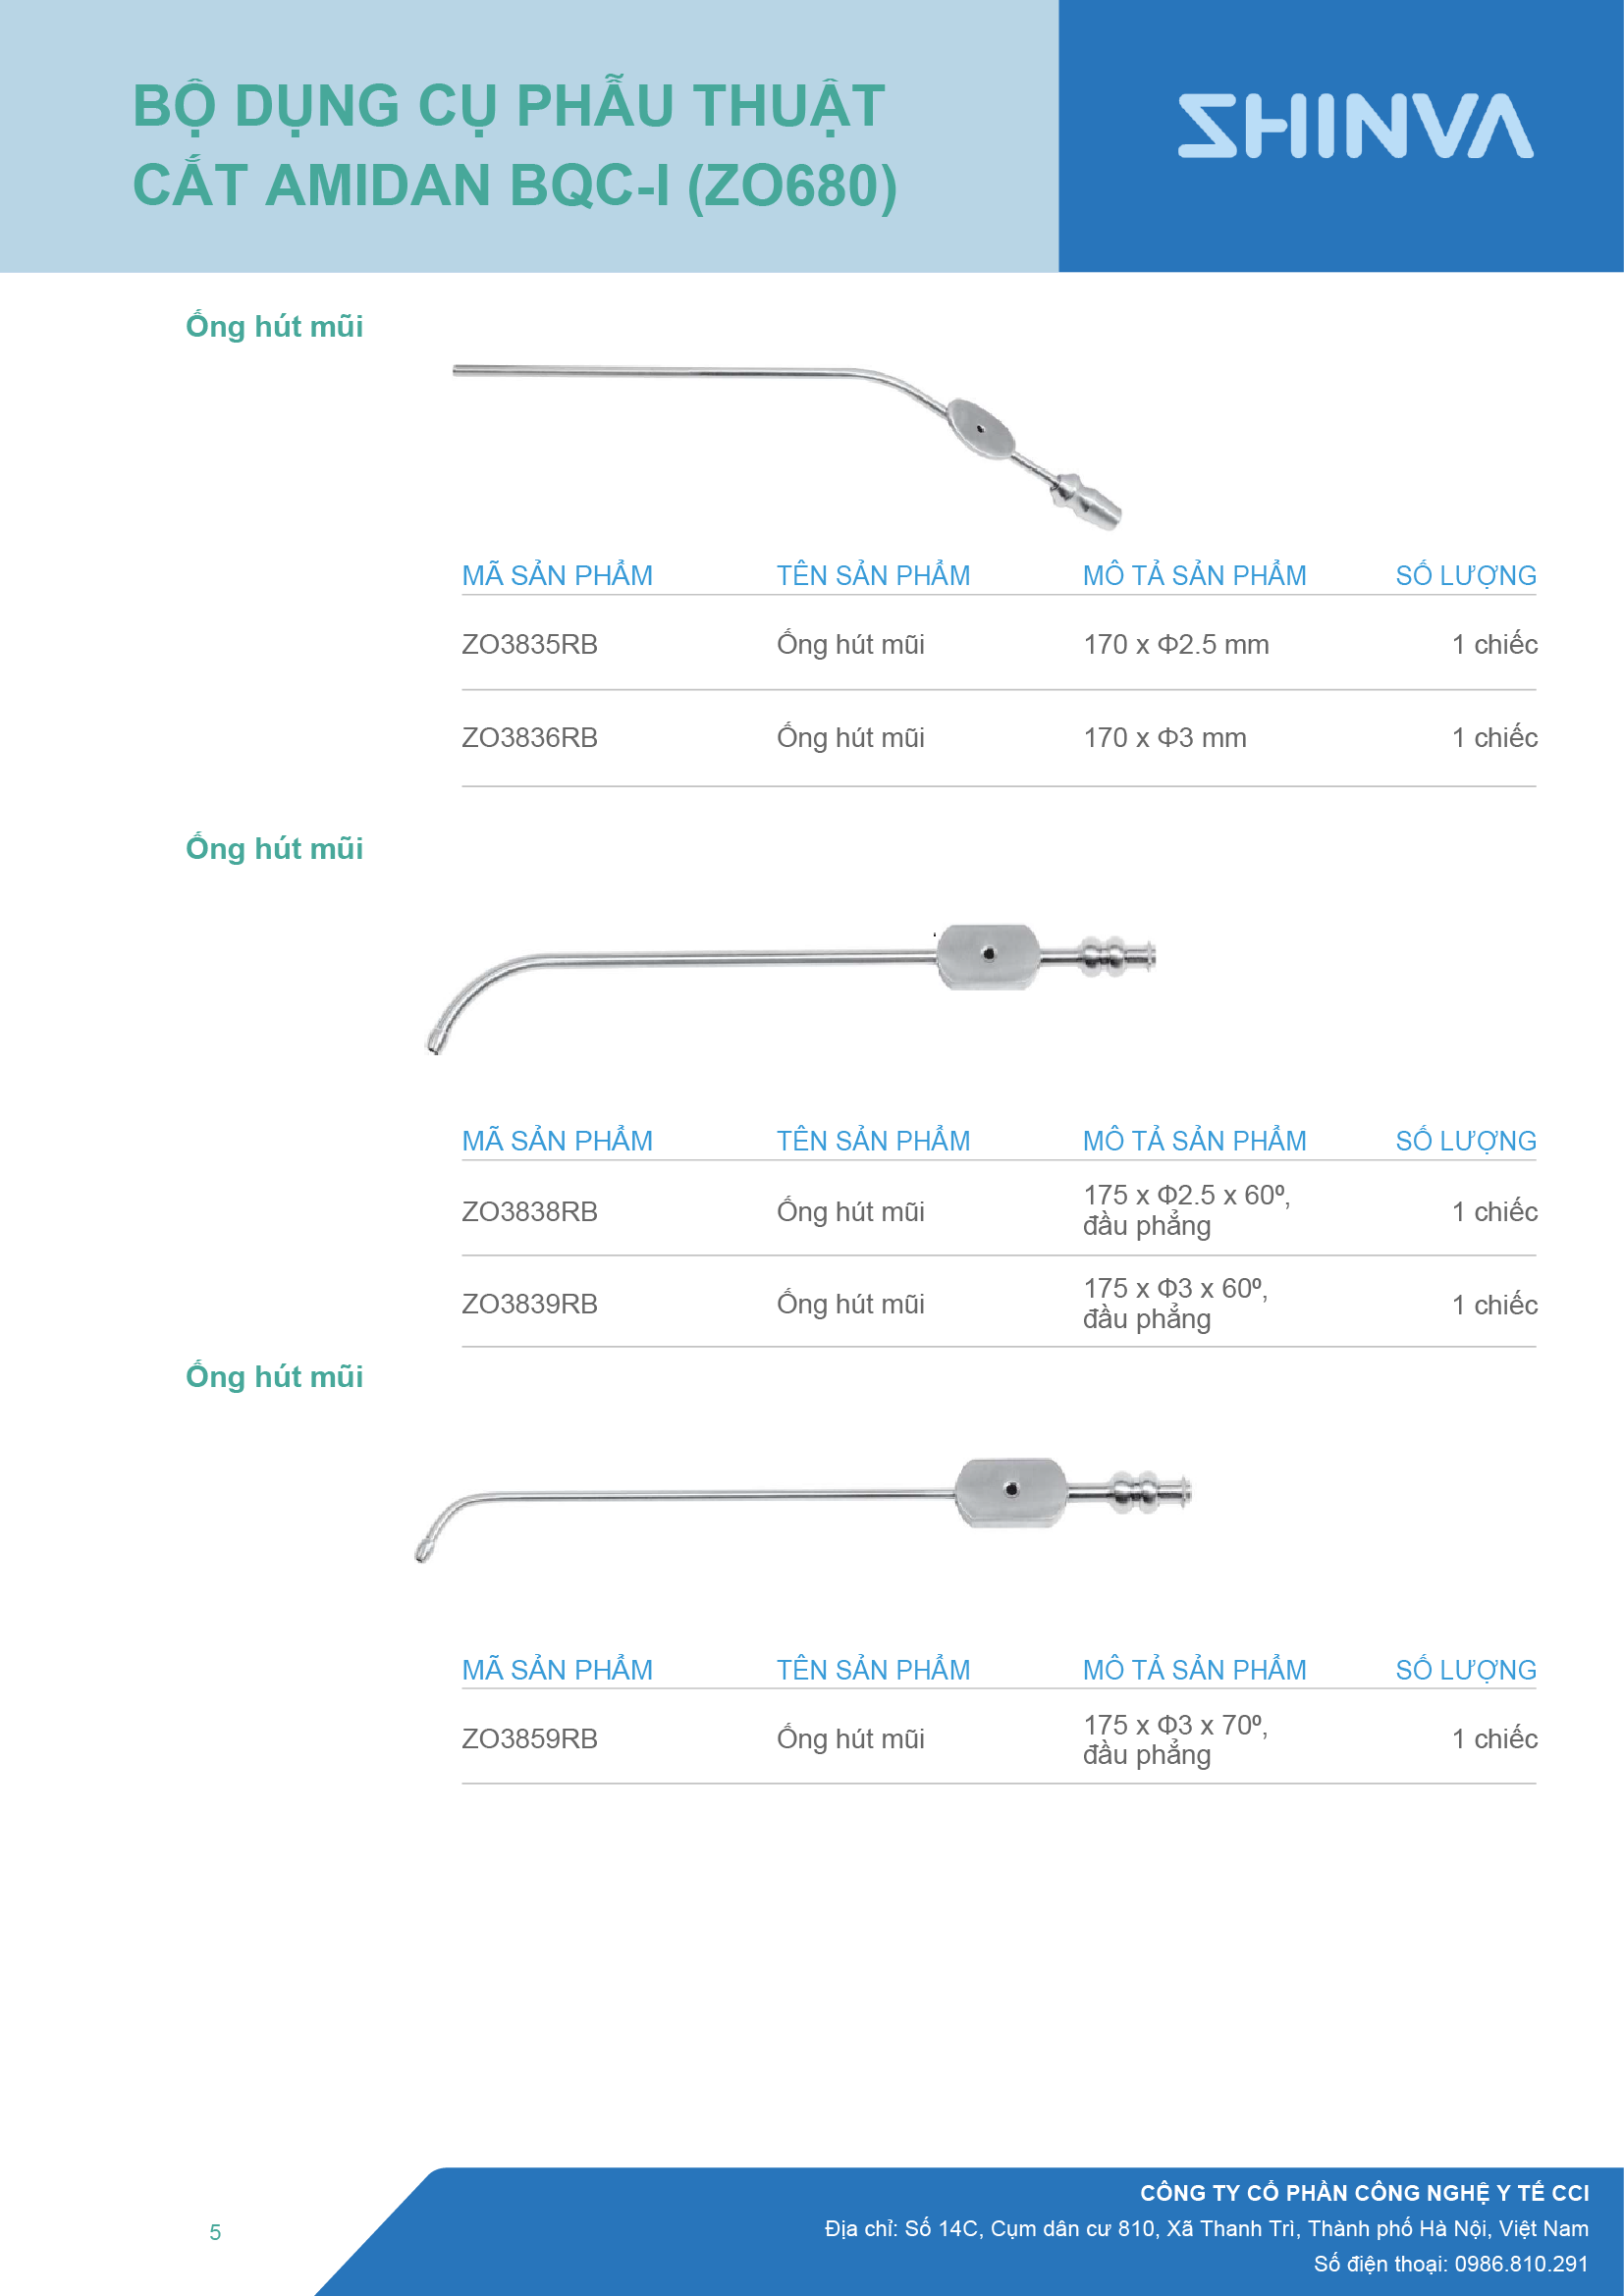 BỘ DỤNG CỤ PHẪU THUẬT
CẮT AMIDAN BQC-I (ZO680)
SHINVA
Ống hút mũi
MÃ SẢN PHẨM TÊN SẢN PHẨM MÔ TẢ SẢN PHẨM SỐ LƯỢNG
ZO3835RB Ống hút mũi 170 x Φ2.5 mm 1 chiếc
ZO3836RB Ống hút mũi 170 x Φ3 mm 1 chiếc
Ống hút mũi
MÃ SẢN PHẨM TÊN SẢN PHẨM MÔ TẢ SẢN PHẨM SỐ LƯỢNG
ZO3838RB Ống hút mũi 175 x Φ2.5 x 60º, 1 chiếc
đầu phẳng
ZO3839RB Ống hút mũi 175 x Φ3 x 60º, 1 chiếc
đầu phẳng
Ống hút mũi
MÃ SẢN PHẨM TÊN SẢN PHẨM MÔ TẢ SẢN PHẨM SỐ LƯỢNG
ZO3859RB Ống hút mũi 175 x Φ3 x 70º, 1 chiếc
đầu phẳng
CÔNG TY CỔ PHẦN CÔNG NGHỆ Y TẾ CCI
Địa chỉ: Số 14C, Cụm dân cư 810, Xã Thanh Trì, Thành phố Hà Nội, Việt Nam
Số điện thoại: 0986.810.291
5